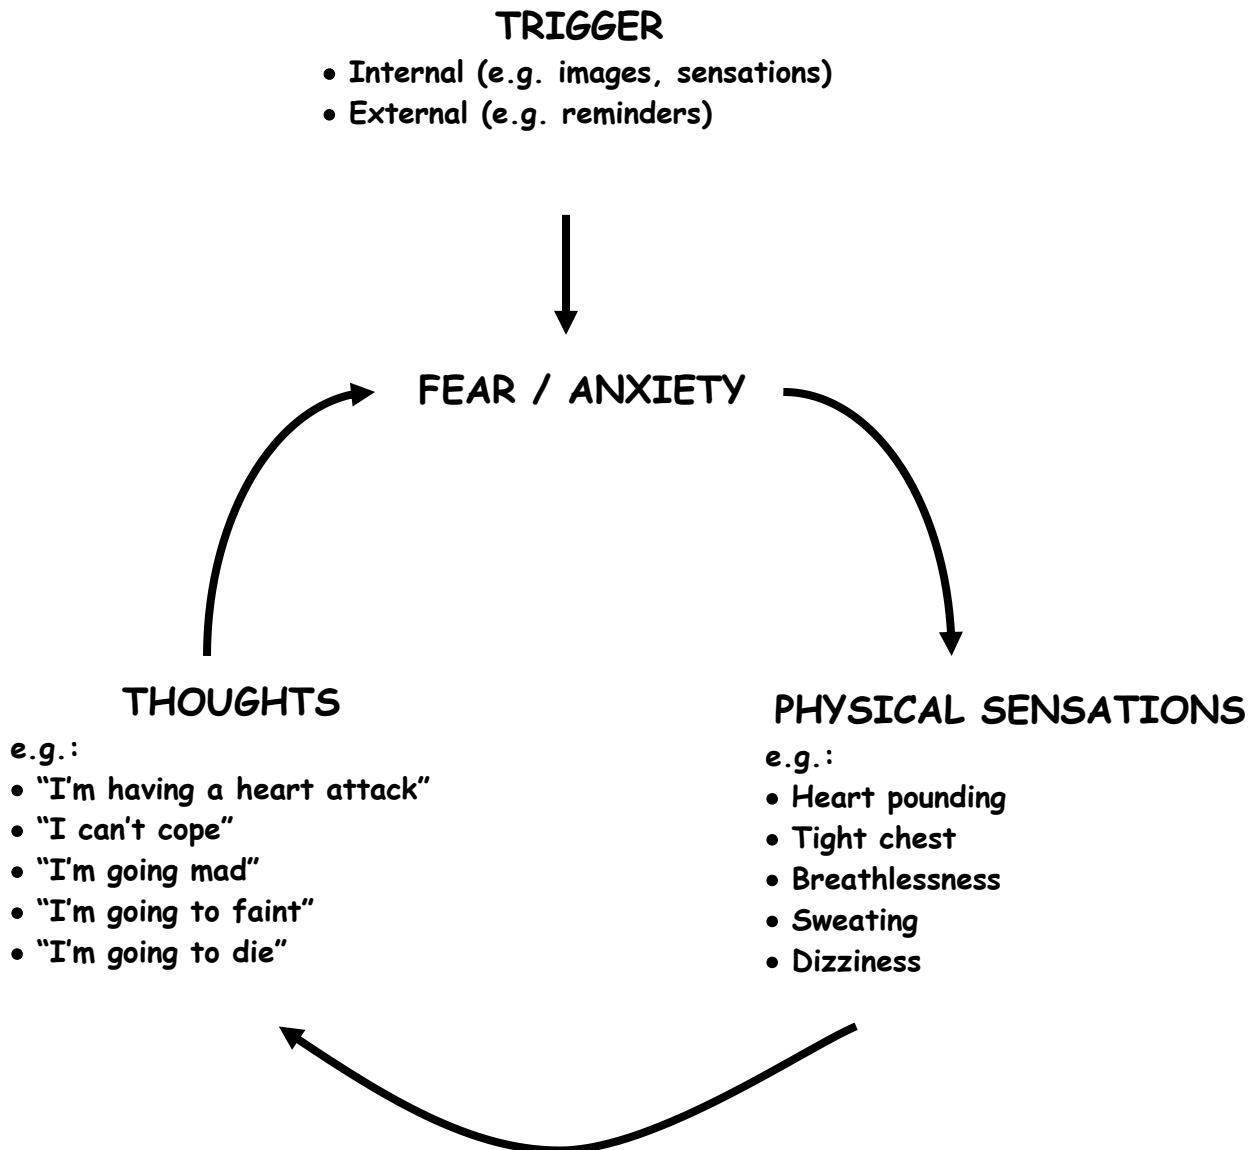 TRIGGER
• Internal (e.g. images, sensations)
• External (e.g. reminders)
FEAR / ANXIETY
THOUGHTS
e.g.:
• “I’m having a heart attack”
• “I can’t cope”
• “I’m going mad”
• “I’m going to faint”
• “I’m going to die”
PHYSICAL SENSATIONS
e.g.:
• Heart pounding
• Tight chest
• Breathlessness
• Sweating
• Dizziness